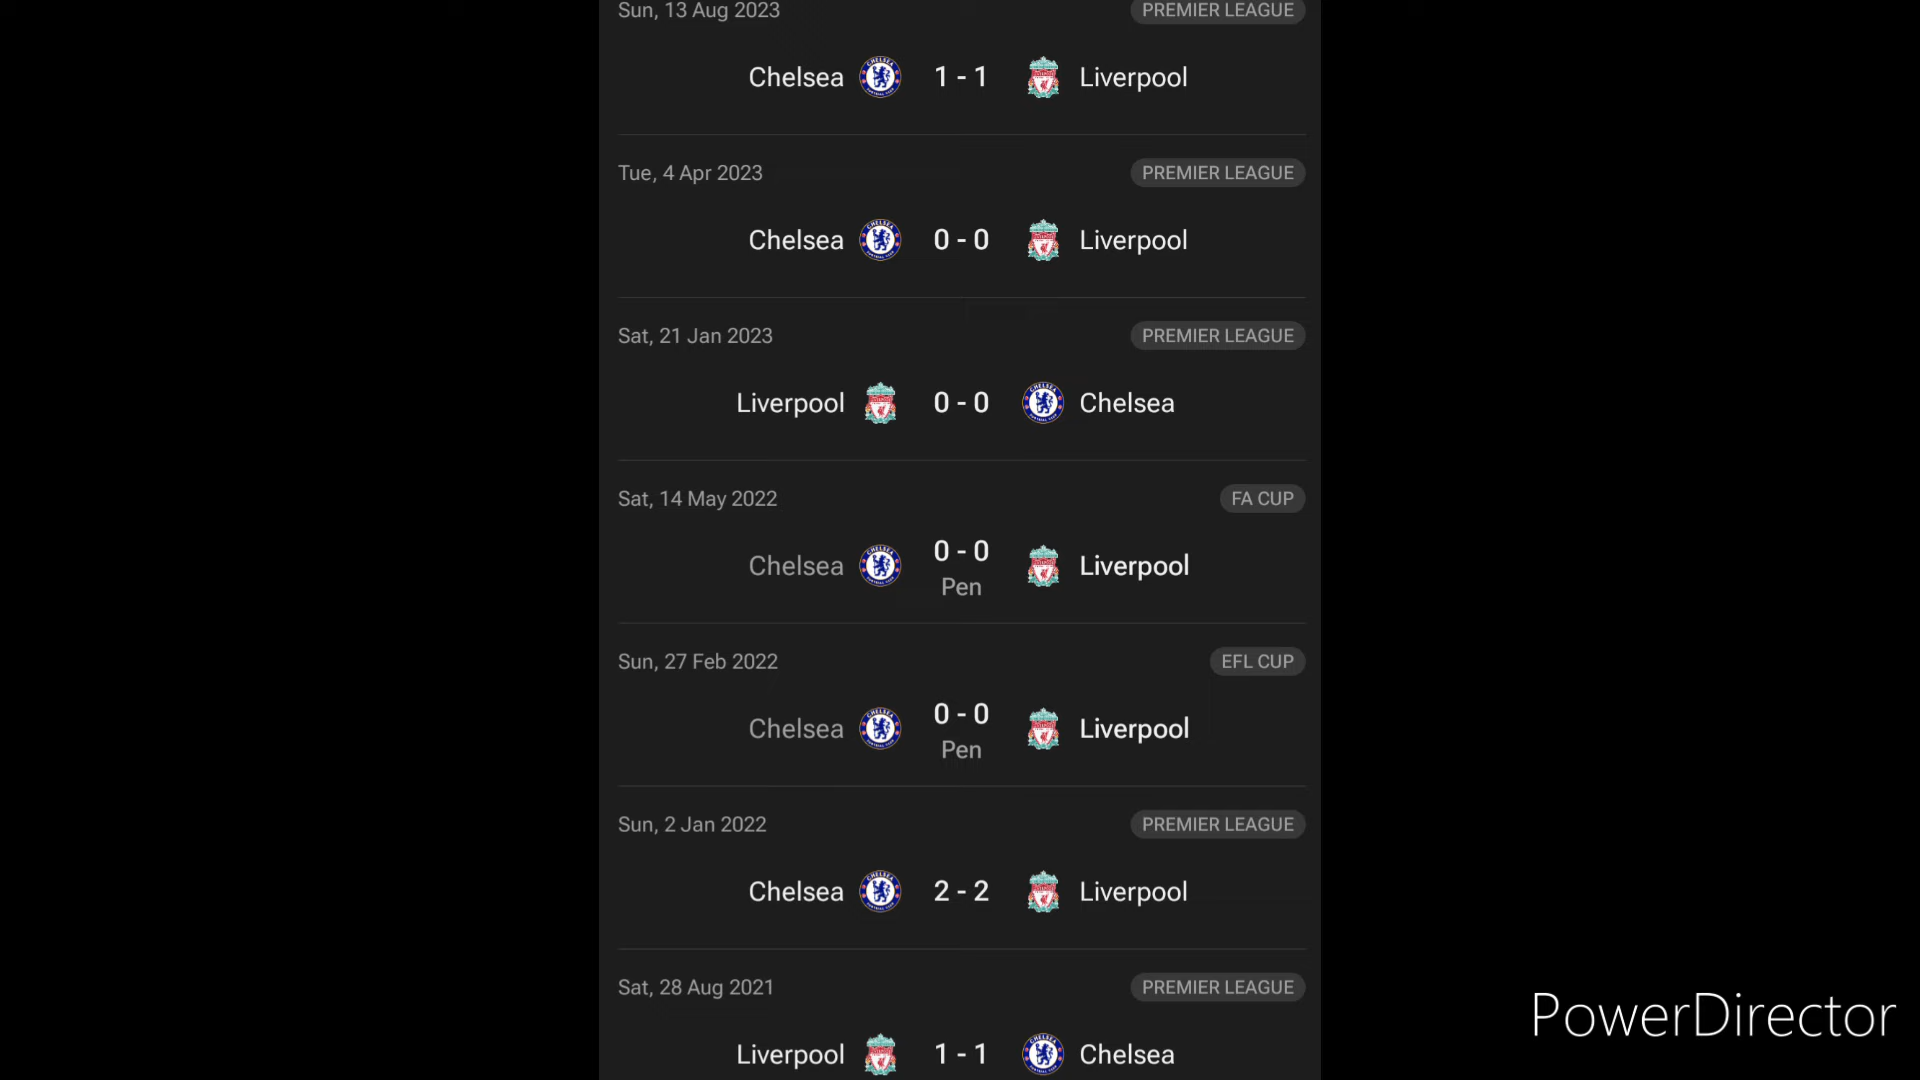 Sun, 13 Aug 2023 PREMIER LEAGUE
Chelsea 1 - 1 Liverpool
Tue, 4 Apr 2023 PREMIER LEAGUE
Chelsea 0 - 0 Liverpool
Sat, 21 Jan 2023 PREMIER LEAGUE
Liverpool 0 - 0 Chelsea
Sat, 14 May 2022 FA CUP
Chelsea 0 - 0 Liverpool
Pen
Sun, 27 Feb 2022 EFL CUP
Chelsea 0 - 0 Liverpool
Pen
Sun, 2 Jan 2022 PREMIER LEAGUE
Chelsea 2 - 2 Liverpool
Sat, 28 Aug 2021 PREMIER LEAGUE
Liverpool 1 - 1 Chelsea
PowerDirector